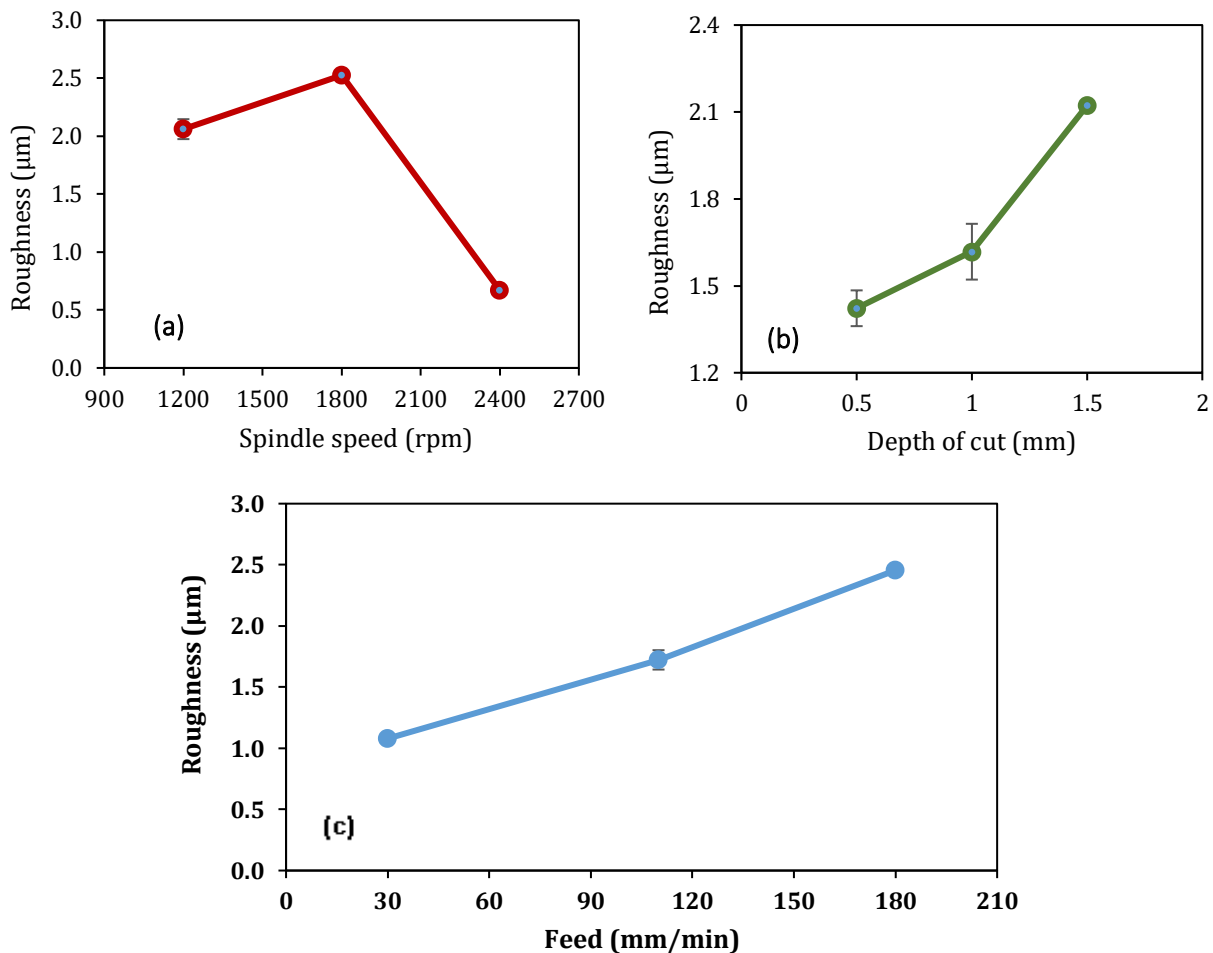 Roughness (μm)
3.0
2.5
2.0
1.5
1.0
0.5
0.0
(a)
900 1200 1500 1800 2100 2400 2700
Spindle speed (rpm)
Roughness (μm)
2.4
2.1
1.8
1.5
1.2
(b)
0 0.5 1 1.5 2
Depth of cut (mm)
Roughness (μm)
3.0
2.5
2.0
1.5
1.0
0.5
0.0
(c)
0 30 60 90 120 150 180 210
Feed (mm/min)